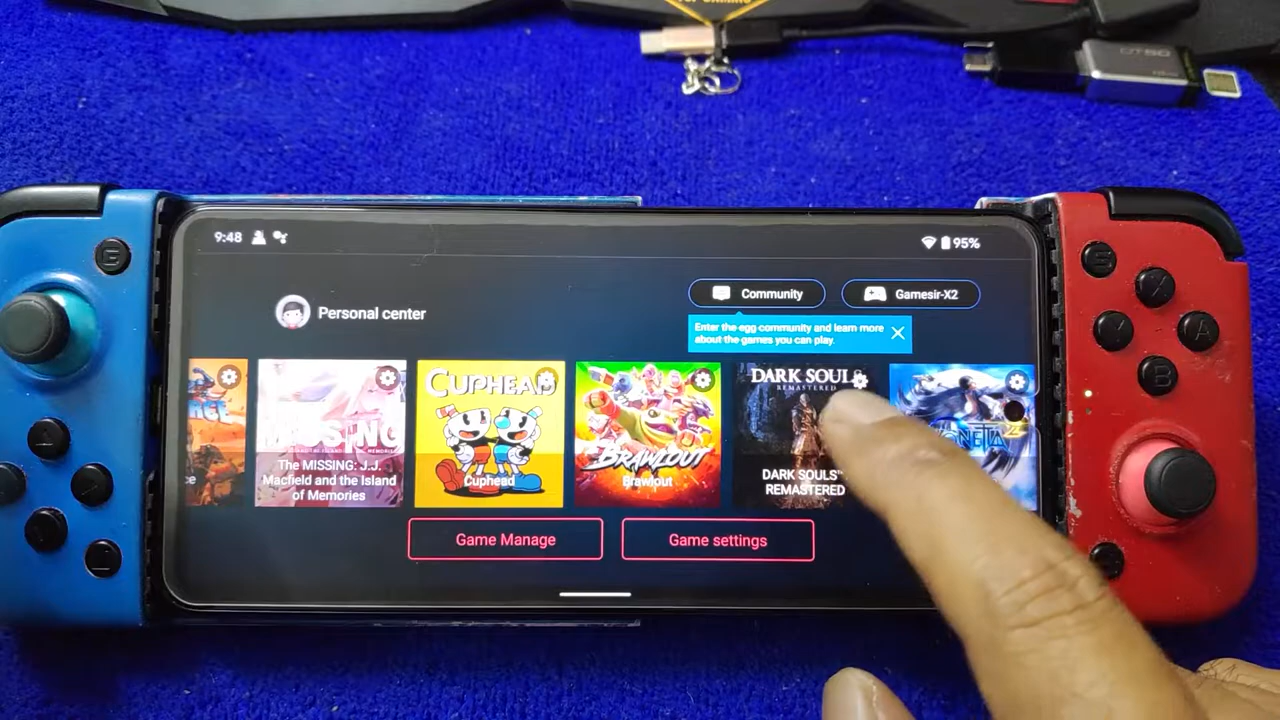 9:48
95%
Personal center
Community
Gamesir-X2
Enter the egg community and learn more
about the games you can play.
The MISSING: J.J.
Macfield and the Island
of Memories
CUPHEAD
Cuphead
BRAWLOUT
Brawlout
DARK SOULS
REMASTERED
DARK SOULS™
REMASTERED
Game Manage
Game settings
X
Y
A
B